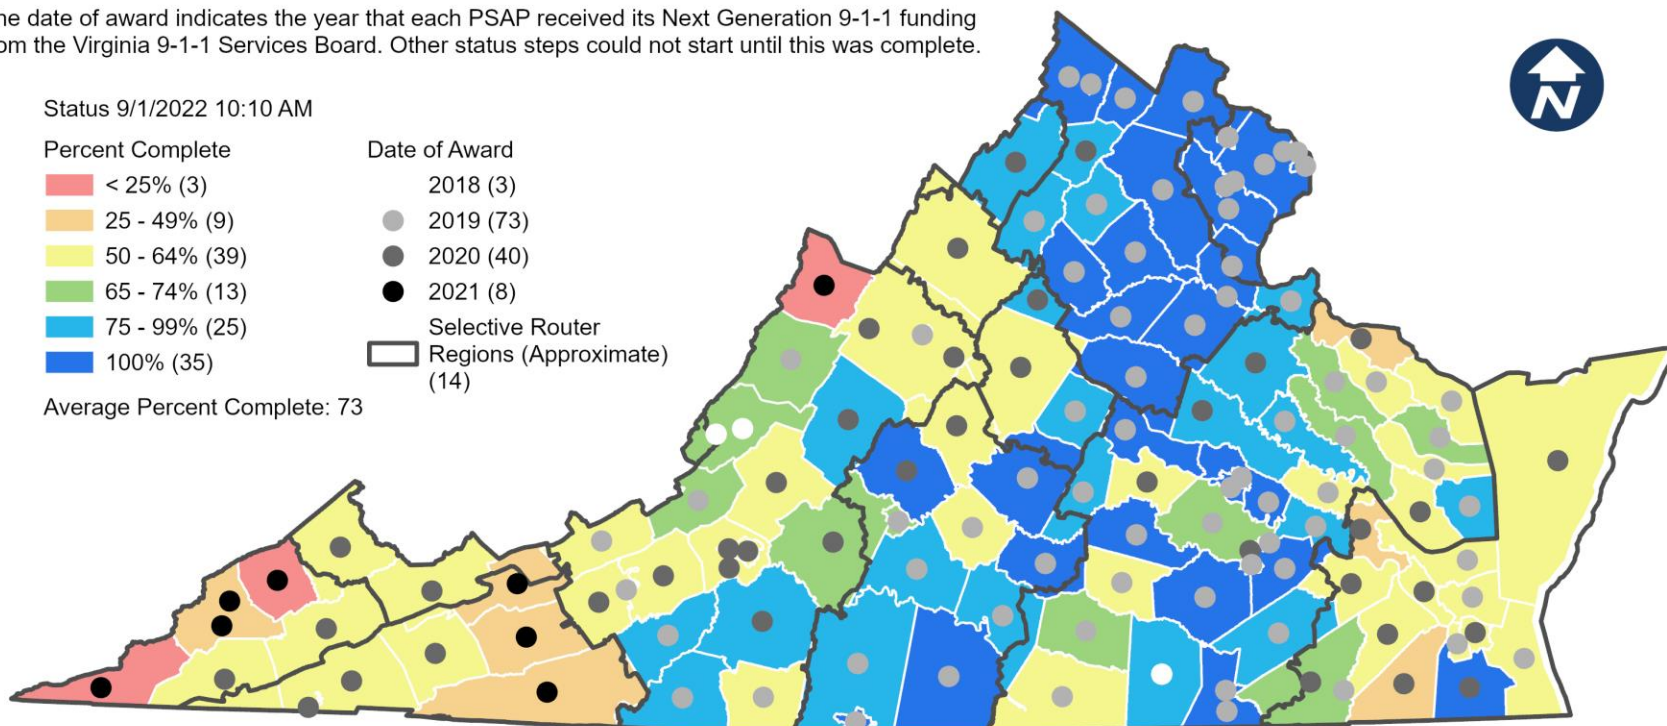 he date of award indicates the year that each PSAP received its Next Generation 9-1-1 funding
om the Virginia 9-1-1 Services Board. Other status steps could not start until this was complete.
N
Status 9/1/2022 10:10 AM
Percent Complete
< 25% (3)
25 - 49% (9)
50 - 64% (39)
65 - 74% (13)
75 - 99% (25)
100% (35)
Average Percent Complete: 73
Date of Award
2018 (3)
2019 (73)
2020 (40)
2021 (8)
Selective Router
Regions (Approximate)
(14)